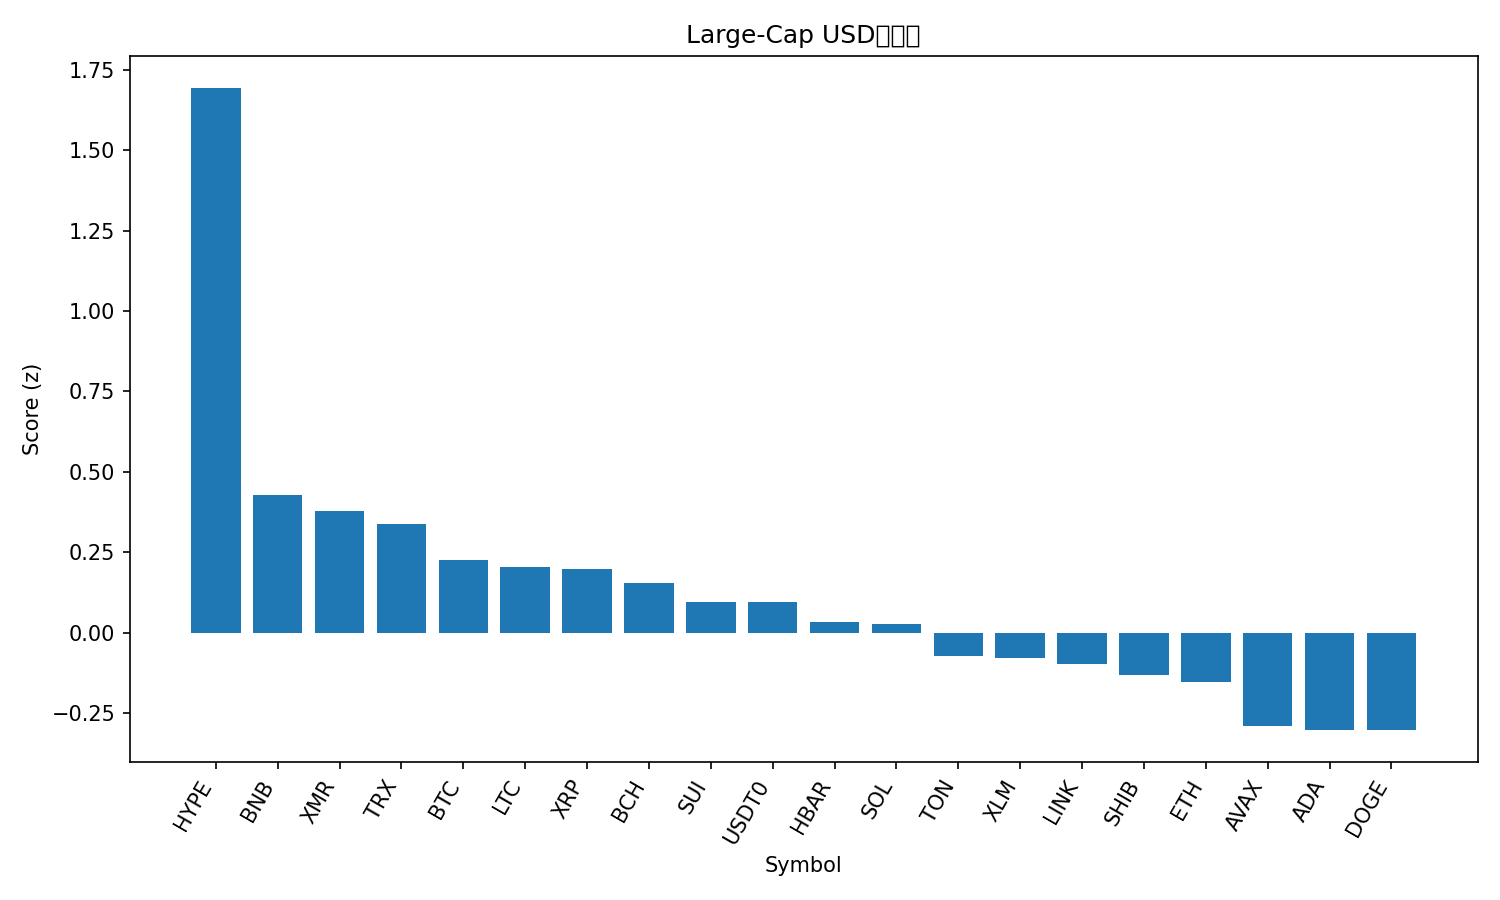 Large-Cap USD
Score (z)
1.75
1.50
1.25
1.00
0.75
0.50
0.25
0.00
−0.25
HYPE
BNB
XMR
TRX
BTC
LTC
XRP
BCH
SUI
USDT0
HBAR
SOL
TON
XLM
LINK
SHIB
ETH
AVAX
ADA
DOGE
Symbol